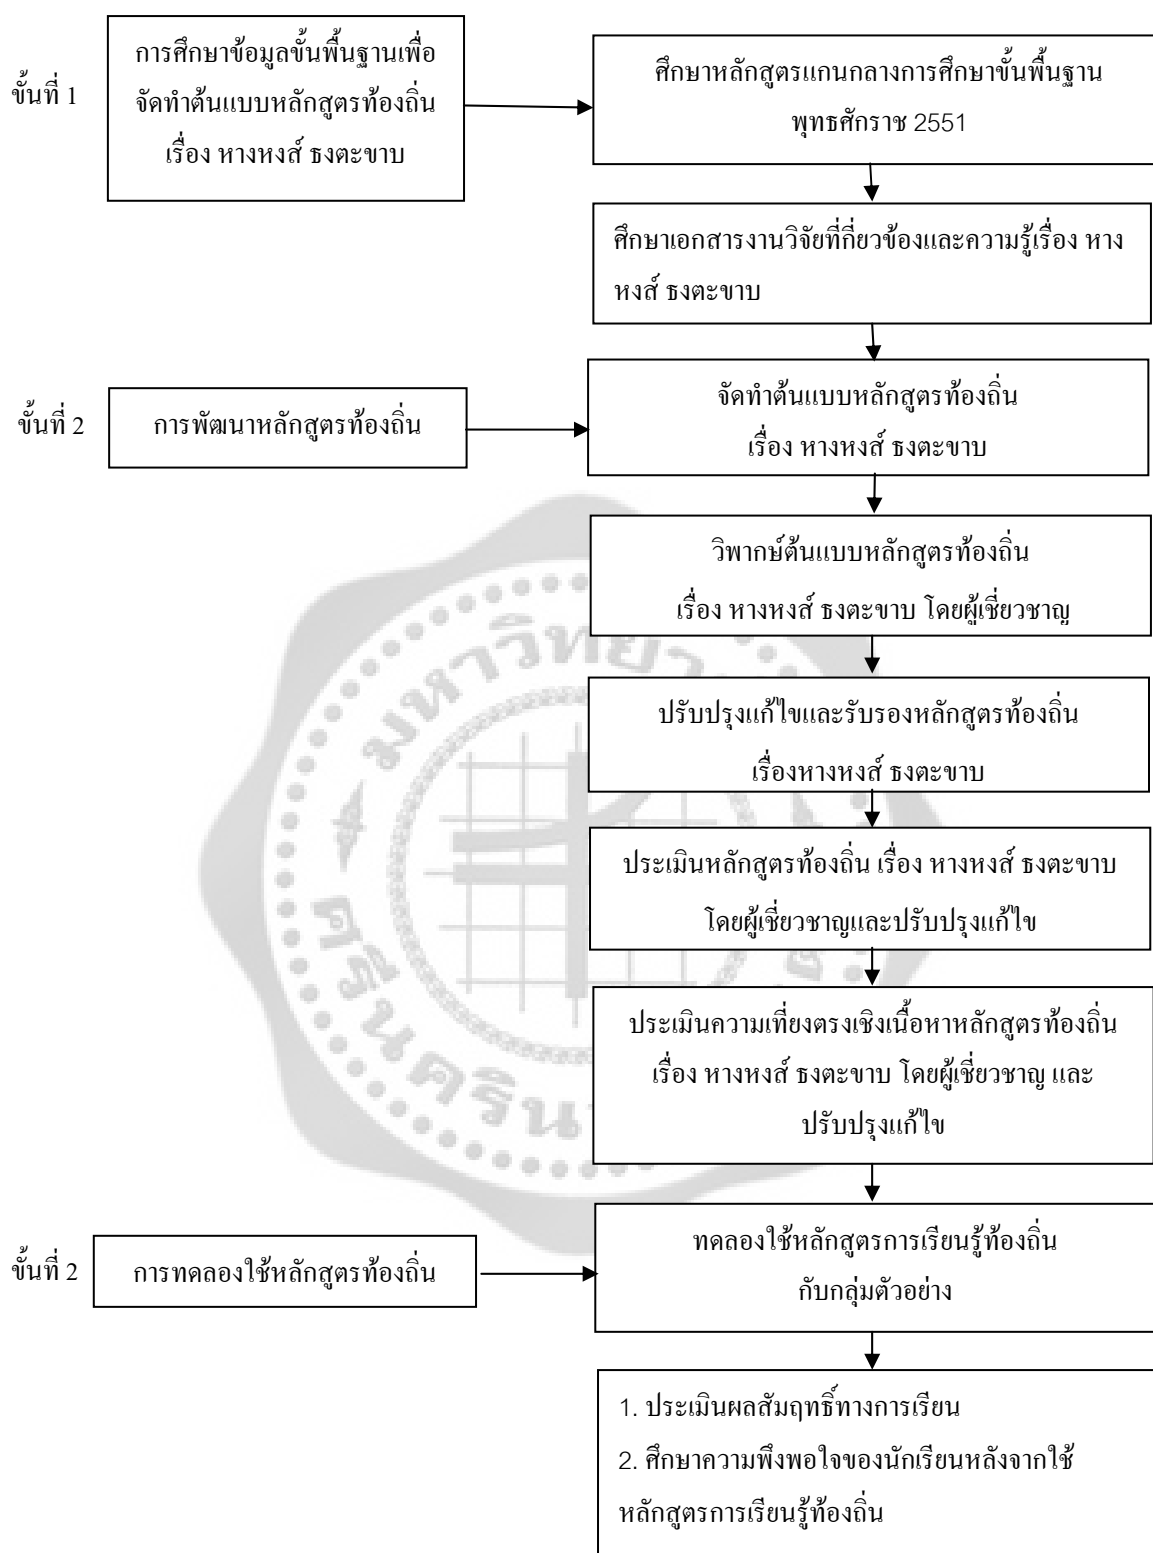 ขั้นที่ 1
การศึกษาข้อมูลขั้นพื้นฐานเพื่อ
จัดทำต้นแบบหลักสูตรท้องถิ่น
เรื่อง หางหงส์ ธงตะขาบ
ศึกษาหลักสูตรแกนกลางการศึกษาขั้นพื้นฐาน
พุทธศักราช 2551
ศึกษาเอกสารงานวิจัยที่กี่ยวข้องและความรู้เรื่อง หาง
หงส์ ธงตะขาบ
ขั้นที่ 2
การพัฒนาหลักสูตรท้องถิ่น
จัดทำต้นแบบหลักสูตรท้องถิ่น
เรื่อง หางหงส์ ธงตะขาบ
วิพากษ์ต้นแบบหลักสูตรท้องถิ่น
เรื่อง หางหงส์ ธงตะขาบ โดยผู้เชี่ยวชาญ
ปรับปรุงแก้ไขและรับรองหลักสูตรท้องถิ่น
เรื่องหางหงส์ ธงตะขาบ
ประเมินหลักสูตรท้องถิ่น เรื่อง หางหงส์ ธงตะขาบ
โดยผู้เชี่ยวชาญและปรับปรุงแก้ไข
ประเมินความเที่ยงตรงเชิงเนื้อหาหลักสูตรท้องถิ่น
เรื่อง หางหงส์ ธงตะขาบ โดยผู้เชี่ยวชาญ และ
ปรับปรุงแก้ไข
ขั้นที่ 2
การทดลองใช้หลักสูตรท้องถิ่น
ทดลองใช้หลักสูตรการเรียนรู้ท้องถิ่น
กับกลุ่มตัวอย่าง
1. ประเมินผลสัมฤทธิ์ทางการเรียน
2. ศึกษาความพึงพอใจของนักเรียนหลังจากใช้
หลักสูตรการเรียนรู้ท้องถิ่น